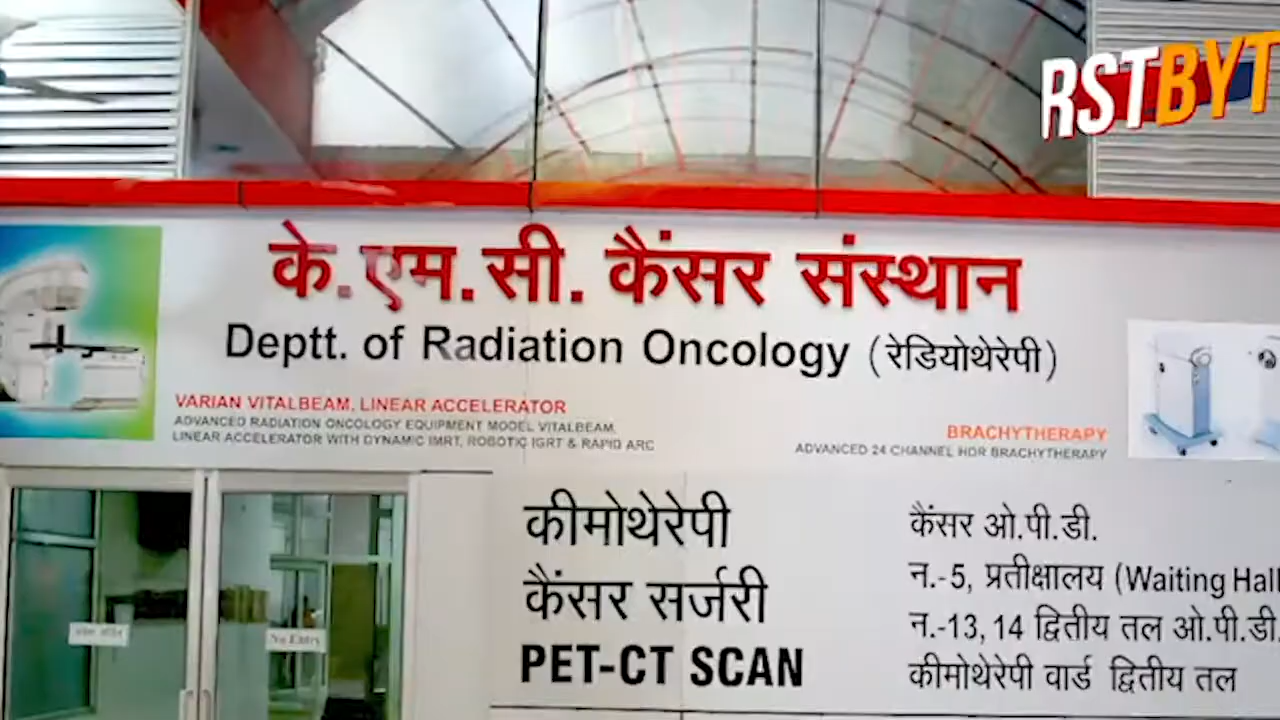 RSTBYT
के.एम.सी. कैंसर संस्थान
Deptt. of Radiation Oncology (रेडियोथेरेपी)
VARIAN VITALBEAM, LINEAR ACCELERATOR
ADVANCED RADIATION ONCOLOGY EQUIPMENT MODEL VITALBEAM,
LINEAR ACCELERATOR WITH DYNAMIC IMRT, ROBOTIC IGRT & RAPID ARC
BRACHYTHERAPY
ADVANCED 24 CHANNEL HDR BRACHYTHERAPY
कीमोथेरेपी
कैंसर सर्जरी
PET-CT SCAN
कैंसर ओ.पी.डी.
न.-5, प्रतीक्षालय (Waiting Hall
न.-13, 14 द्वितीय तल ओ.पी.डी.
कीमोथेरेपी वार्ड द्वितीय तल
No Entry